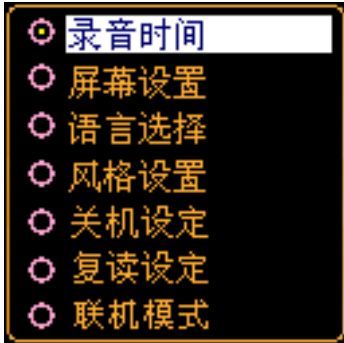 录音时间
屏幕设置
语言选择
风格设置
关机设定
复读设定
联机模式